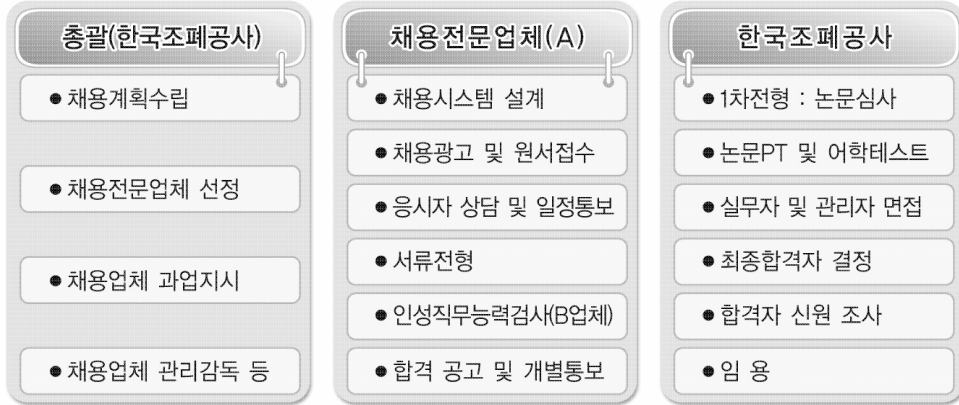 총괄(한국조폐공사)
● 채용계획수립
● 채용전문업체 선정
● 채용업체 과업지시
● 채용업체 관리감독 등
채용전문업체(A)
● 채용시스템 설계
● 채용광고 및 원서접수
● 응시자 상담 및 일정통보
● 서류전형
● 인성직무능력검사(B업체)
● 합격 공고 및 개별통보
한국조폐공사
● 1차전형 : 논문심사
● 논문PT 및 어학테스트
● 실무자 및 관리자 면접
● 최종합격자 결정
● 합격자 신원 조사
● 임 용